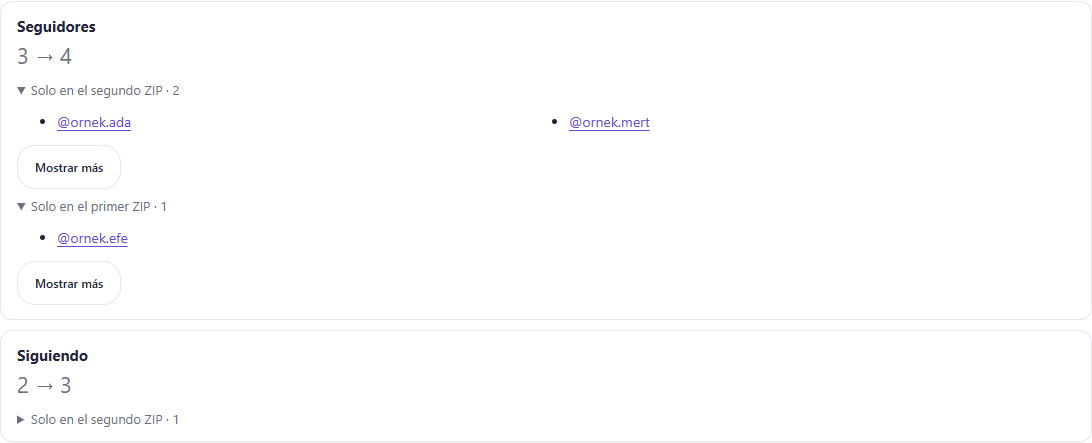 Seguidores
3 → 4
▼ Solo en el segundo ZIP · 2
• @ornek.ada
• @ornek.mert
Mostrar más
▼ Solo en el primer ZIP · 1
• @ornek.efe
Mostrar más
Siguiendo
2 → 3
▶ Solo en el segundo ZIP · 1